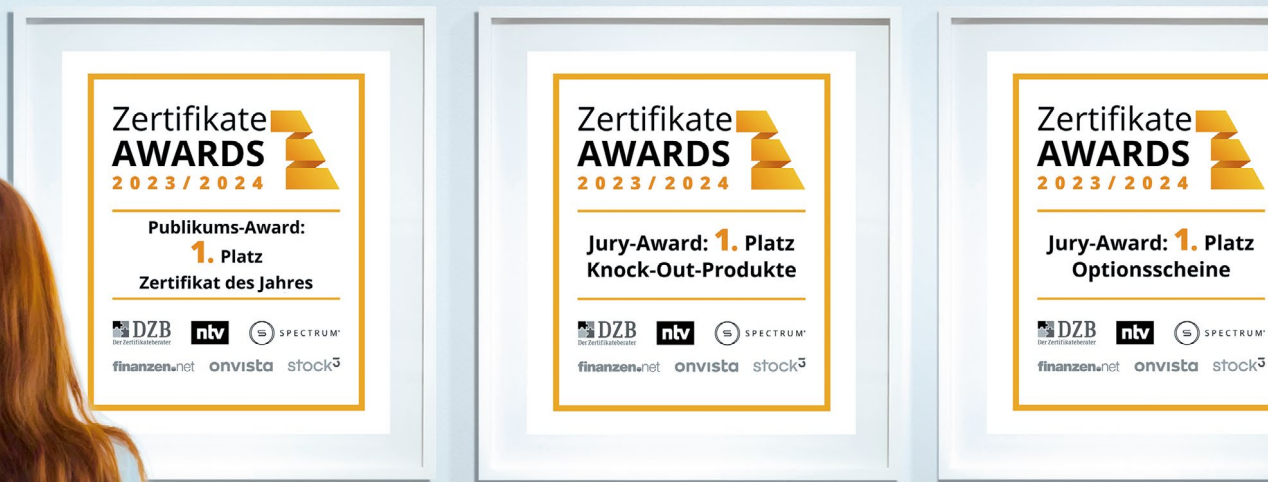 Zertifikate
AWARDS
2023/2024
Publikums-Award:
1. Platz
Zertifikat des Jahres
DZB
Der Zertifikateberater
ntv
S SPECTRUM
finanzen.net onvista stock3
Zertifikate
AWARDS
2023/2024
Jury-Award: 1. Platz
Knock-Out-Produkte
DZB
Der Zertifikateberater
ntv
S SPECTRUM
finanzen.net onvista stock3
Zertifikate
AWARDS
2023/2024
Jury-Award: 1. Platz
Optionsscheine
DZB
Der Zertifikateberater
ntv
S SPECTRUM
finanzen.net onvista stock3